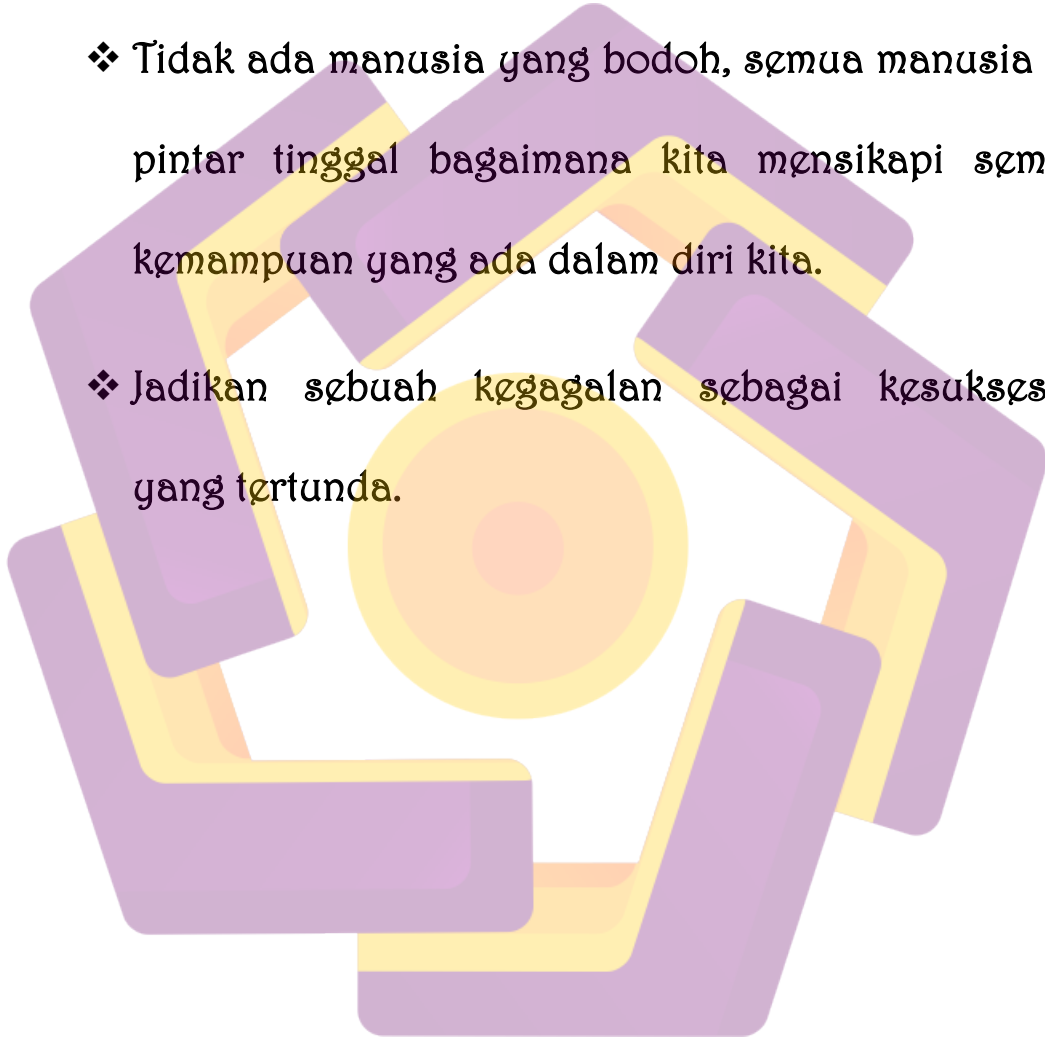 ❖ Tidak ada manusia yang bodoh, semua manusia
pintar tinggal bagaimana kita mensikapi sem
kemampuan yang ada dalam diri kita.
❖ Jadikan sebuah kegagalan sebagai kesukses
yang tertunda.